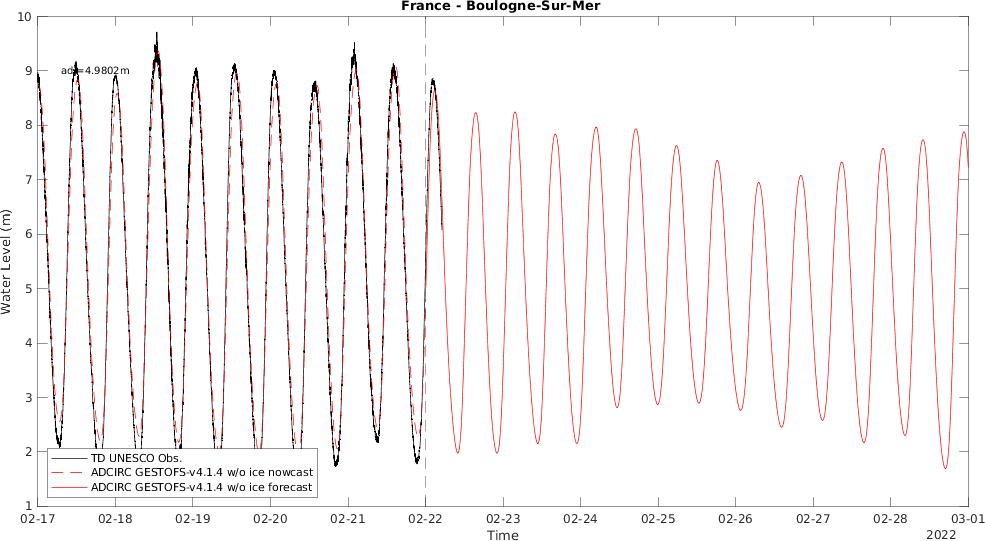 France - Boulogne-Sur-Mer
10
9
8
7
6
5
4
3
2
1
Water Level (m)
adj=4.9802m
TD UNESCO Obs.
ADCIRC GESTOFS-v4.1.4 w/o ice nowcast
ADCIRC GESTOFS-v4.1.4 w/o ice forecast
02-17 02-18 02-19 02-20 02-21 02-22 02-23 02-24 02-25 02-26 02-27 02-28 03-01
Time
2022